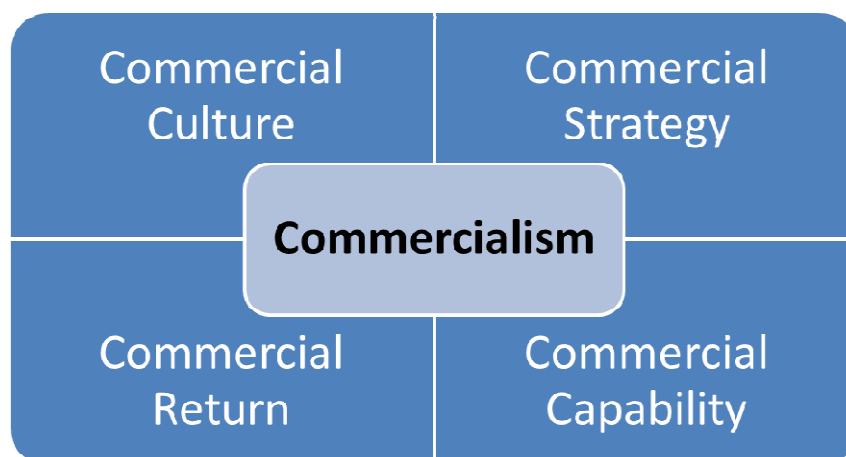 Commercial
Culture
Commercial
Strategy
Commercialism
Commercial
Return
Commercial
Capability